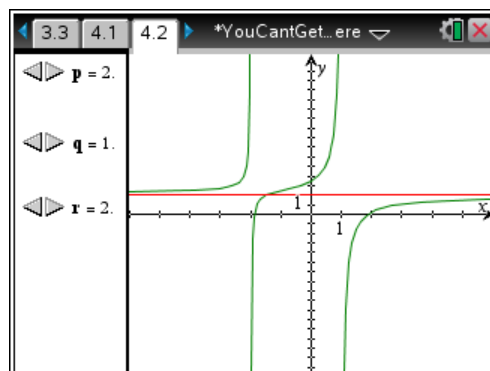 3.3 4.1 4.2 *YouCantGet…ere
p = 2.
y
q = 1.
r = 2.
1
x
1